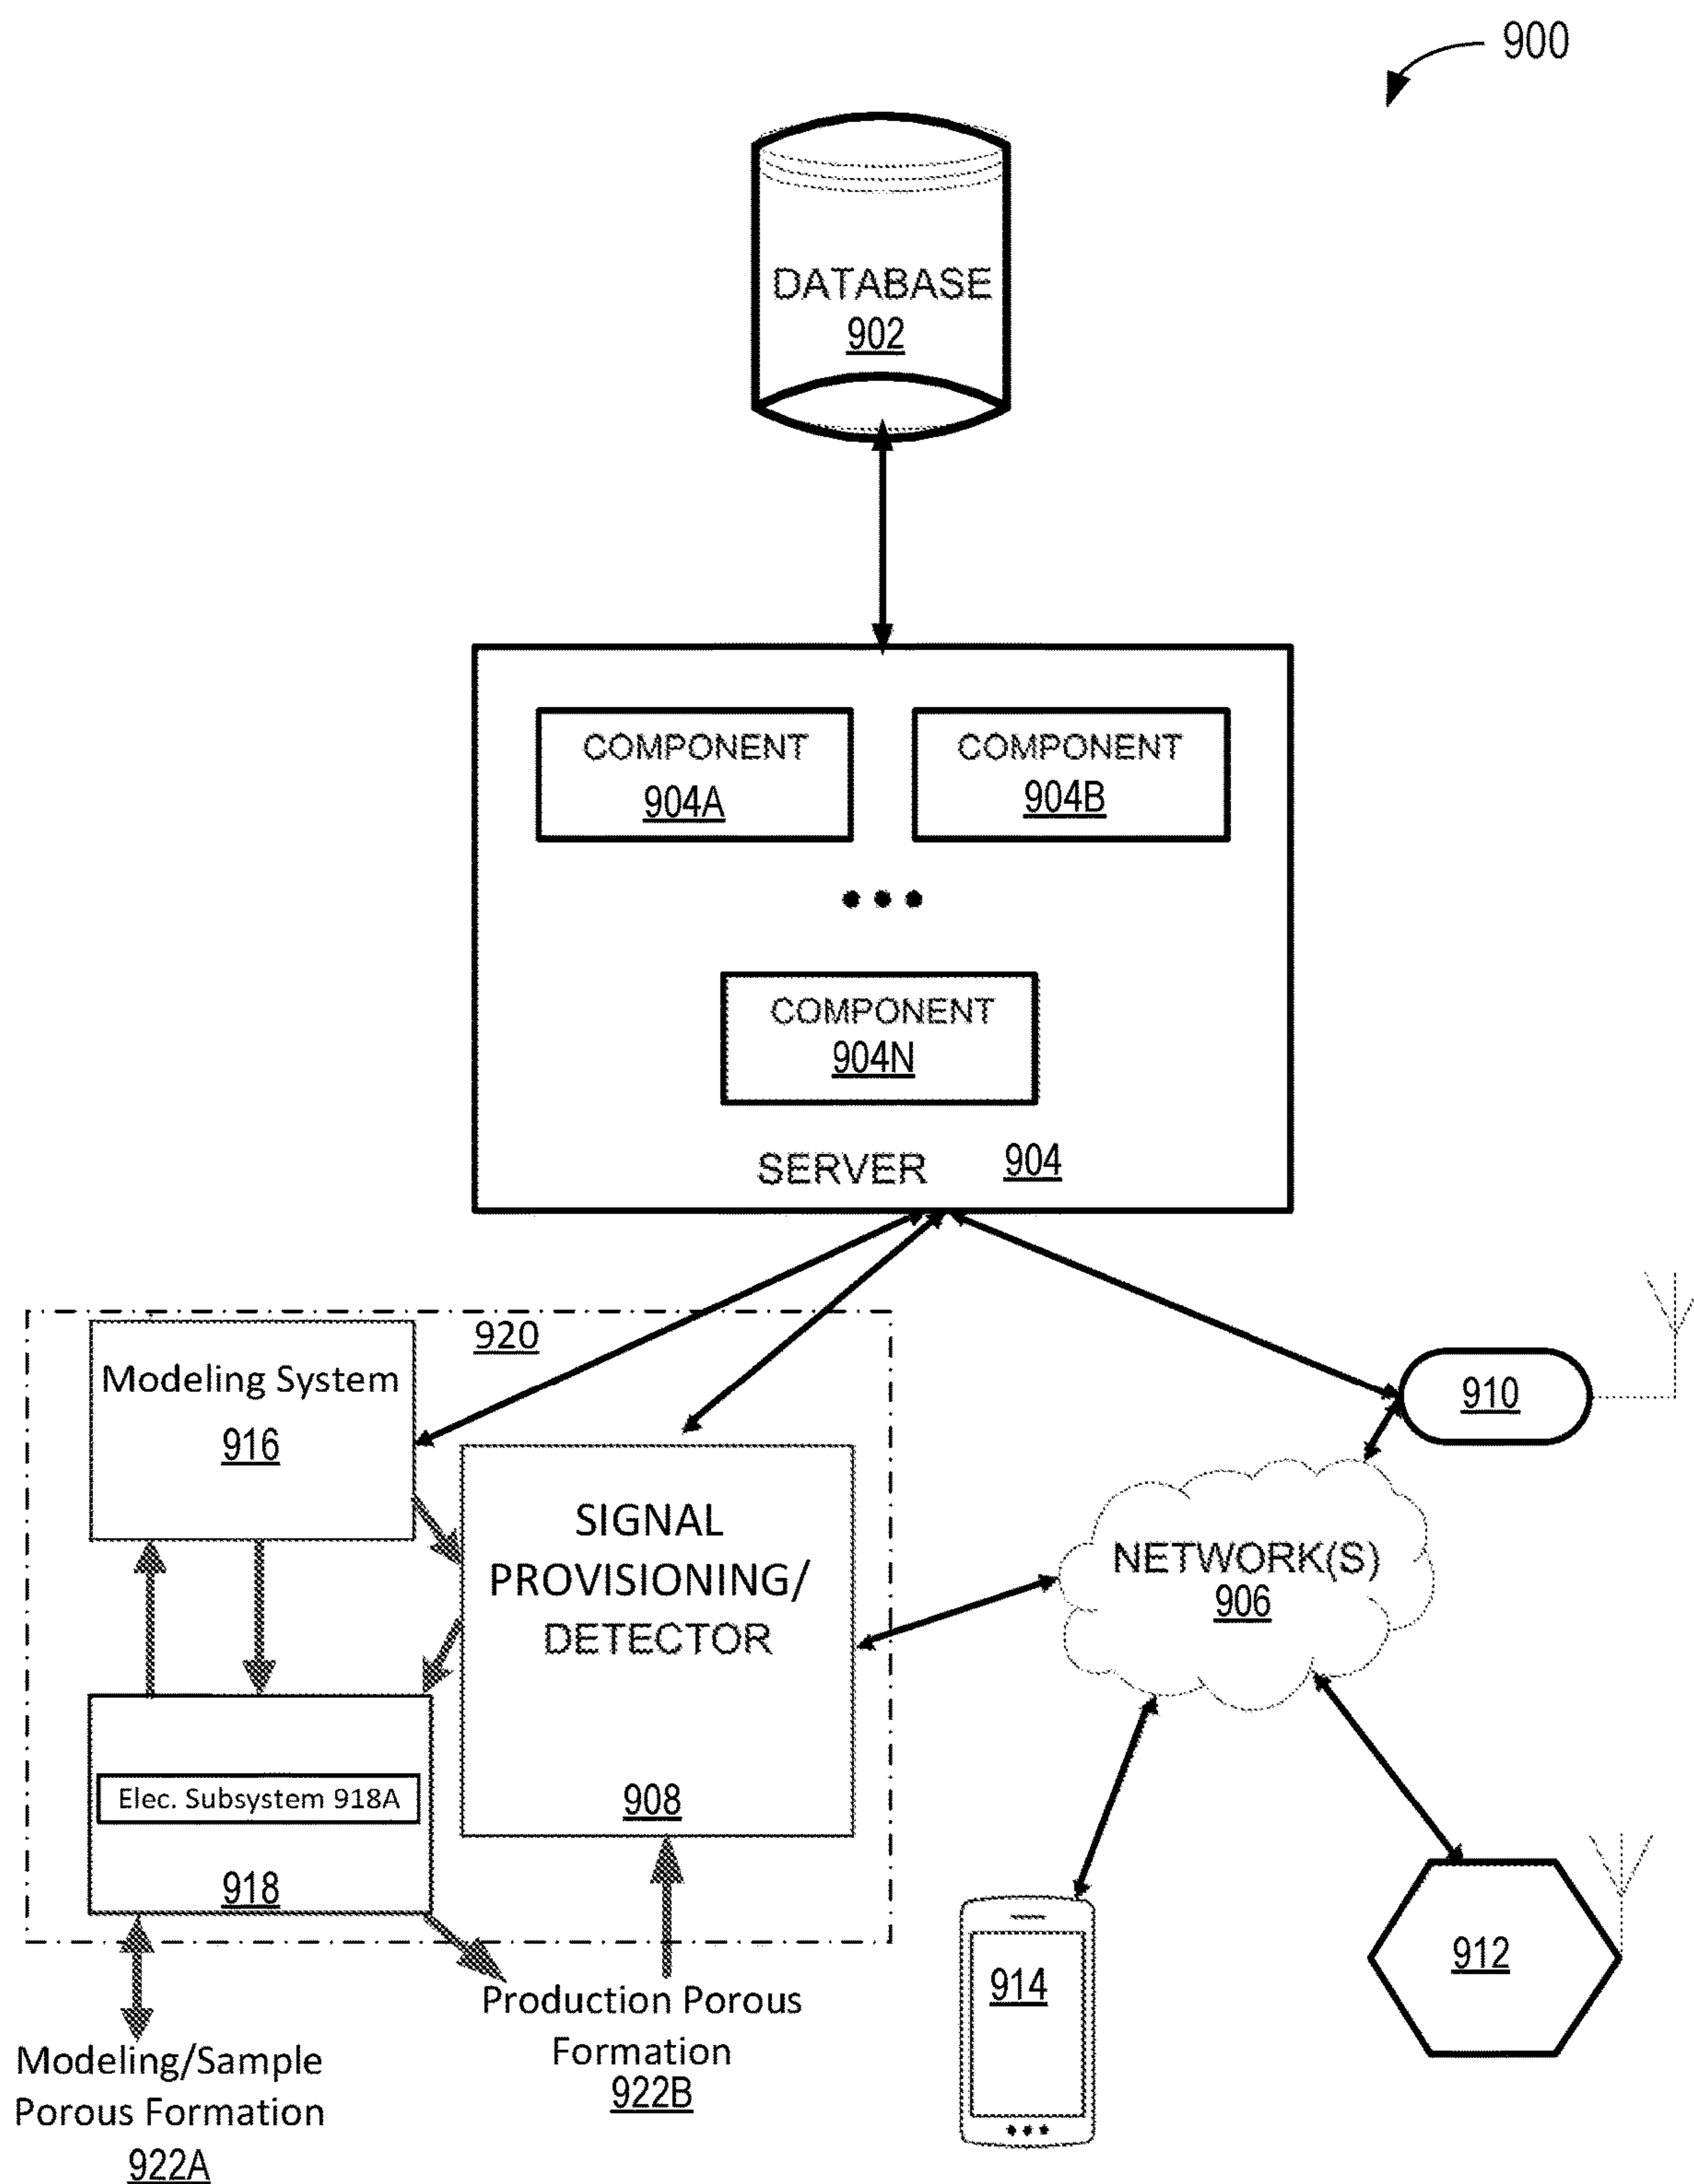 900
DATABASE
902
COMPONENT
904A
COMPONENT
904B
COMPONENT
904N
SERVER 904
920
Modeling System
916
SIGNAL
PROVISIONING/
DETECTOR
908
910
NETWORK(S)
906
Elec. Subsystem 918A
918
914
912
Production Porous
Formation
922B
Modeling/Sample
Porous Formation
922A